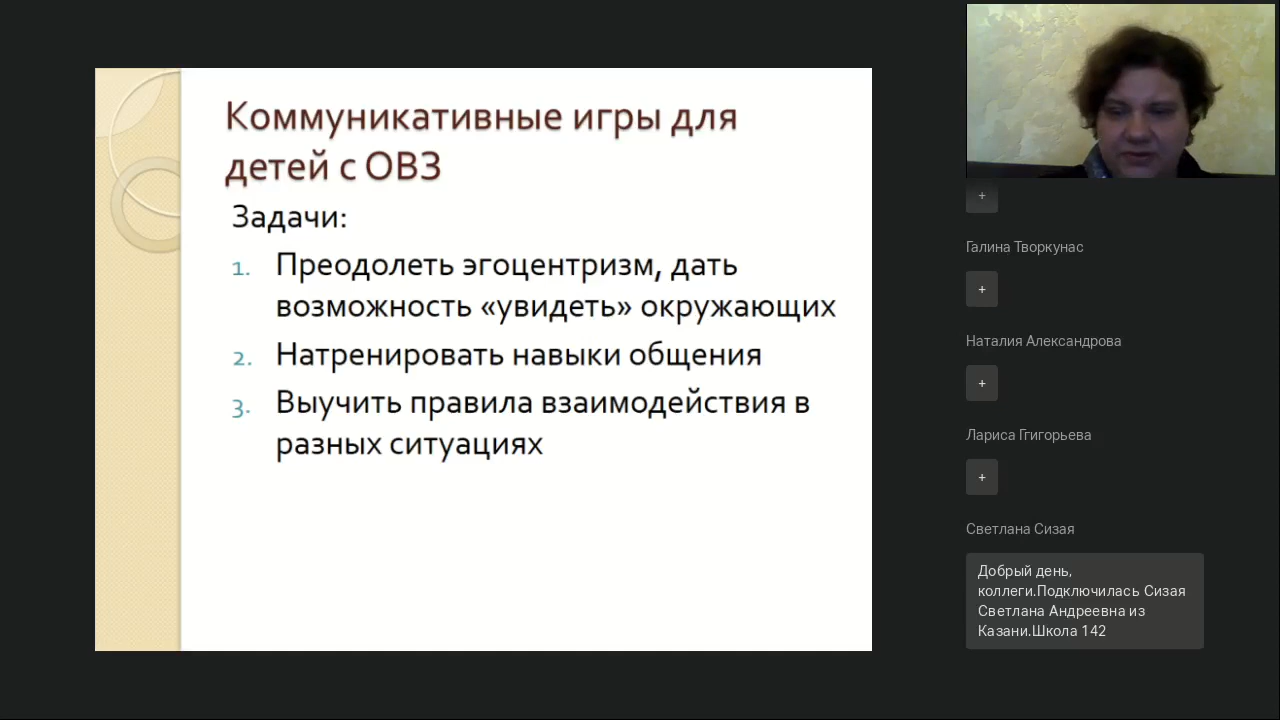 Коммуникативные игры для
детей с ОВЗ
Задачи:
1. Преодолеть эгоцентризм, дать
возможность «увидеть» окружающих
2. Натренировать навыки общения
3. Выучить правила взаимодействия в
разных ситуациях
+
Галина Творкунас
+
Наталия Александрова
+
Лариса Ггигорьева
+
Светлана Сизая
Добрый день,
коллеги.Подключилась Сизая
Светлана Андреевна из
Казани.Школа 142